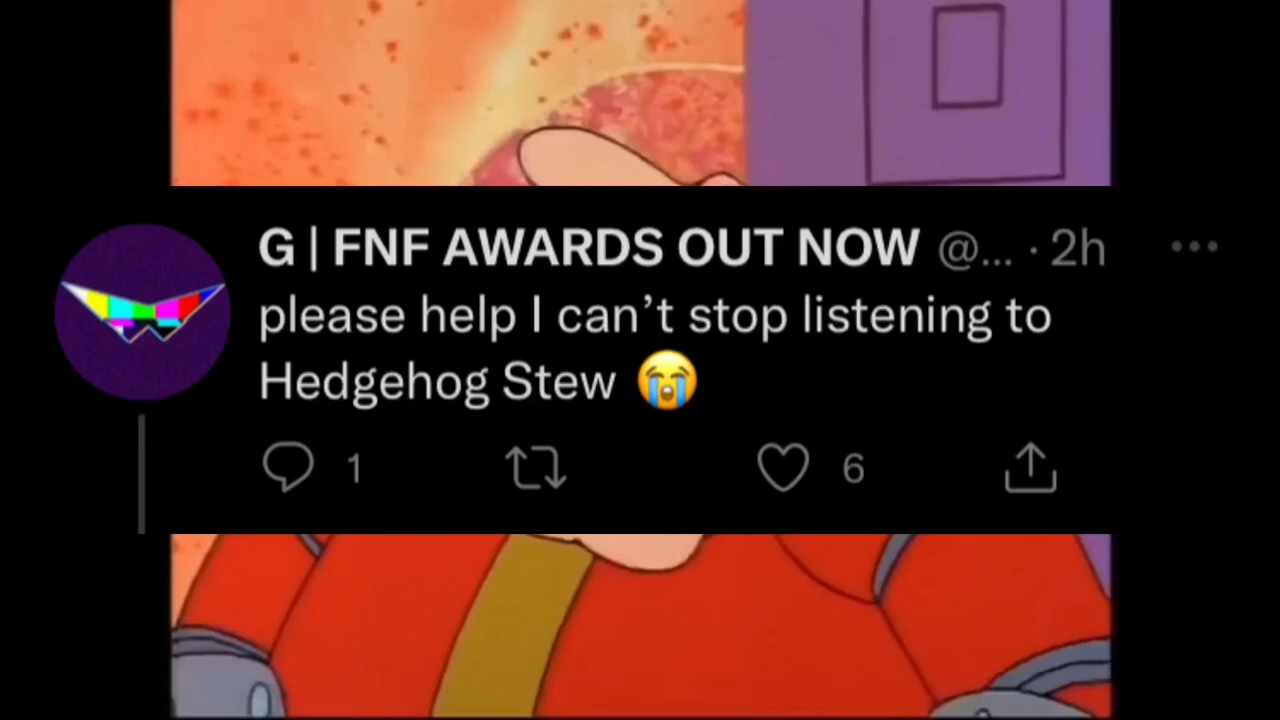 G | FNF AWARDS OUT NOW @... · 2h
please help I can’t stop listening to
Hedgehog Stew 😭
1 6